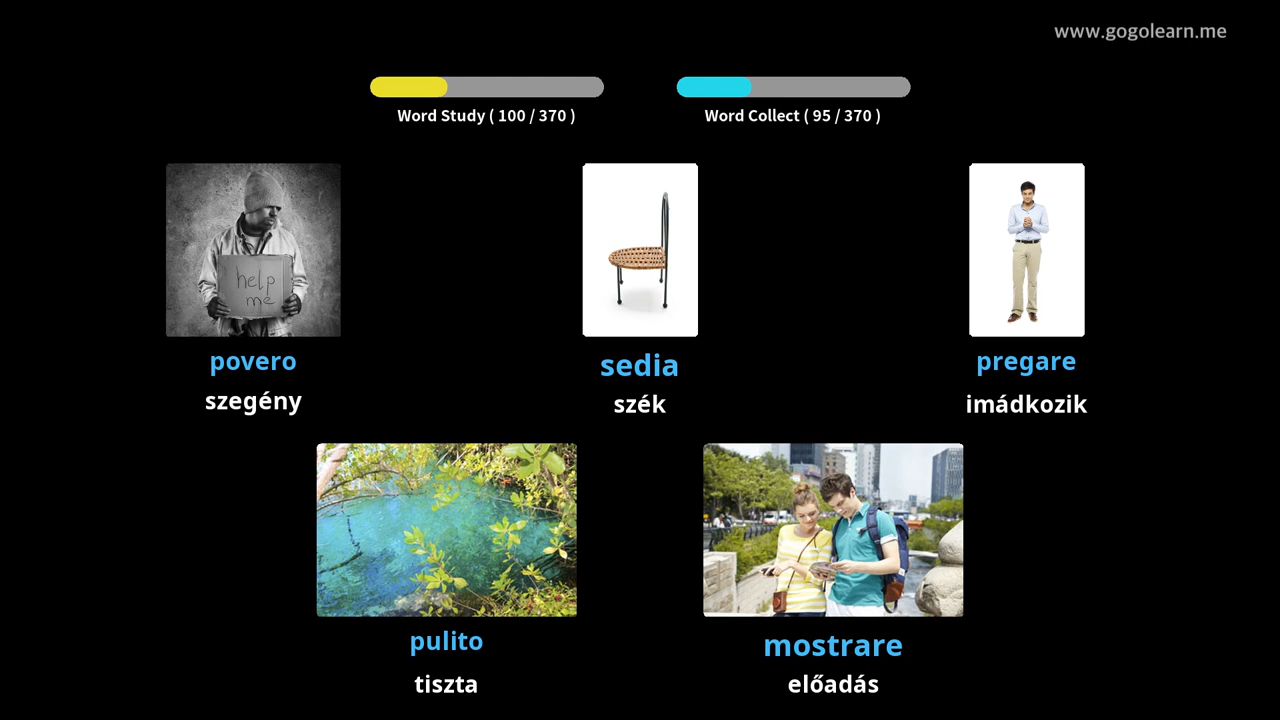 www.gogolearn.me
Word Study ( 100 / 370 )
Word Collect ( 95 / 370 )
help
me
povero
szegény
sedia
szék
pregare
imádkozik
pulito
tiszta
mostrare
előadás